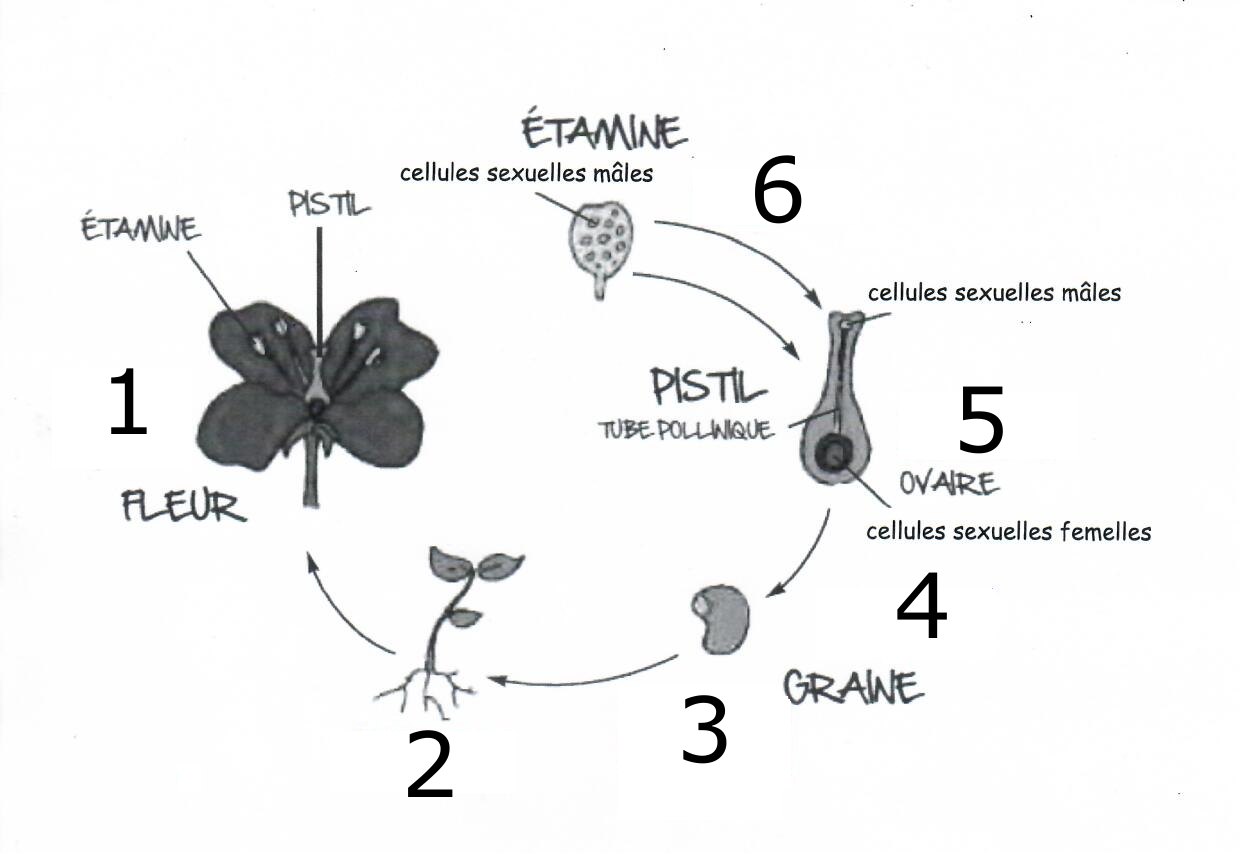 ÉTAMINE
cellules sexuelles mâles
6
PISTIL
ÉTAMINE
cellules sexuelles mâles
1
PISTIL
TUBE POLLINIQUE
5
OVAIRE
FLEUR
cellules sexuelles femelles
4
GRAINE
3
2